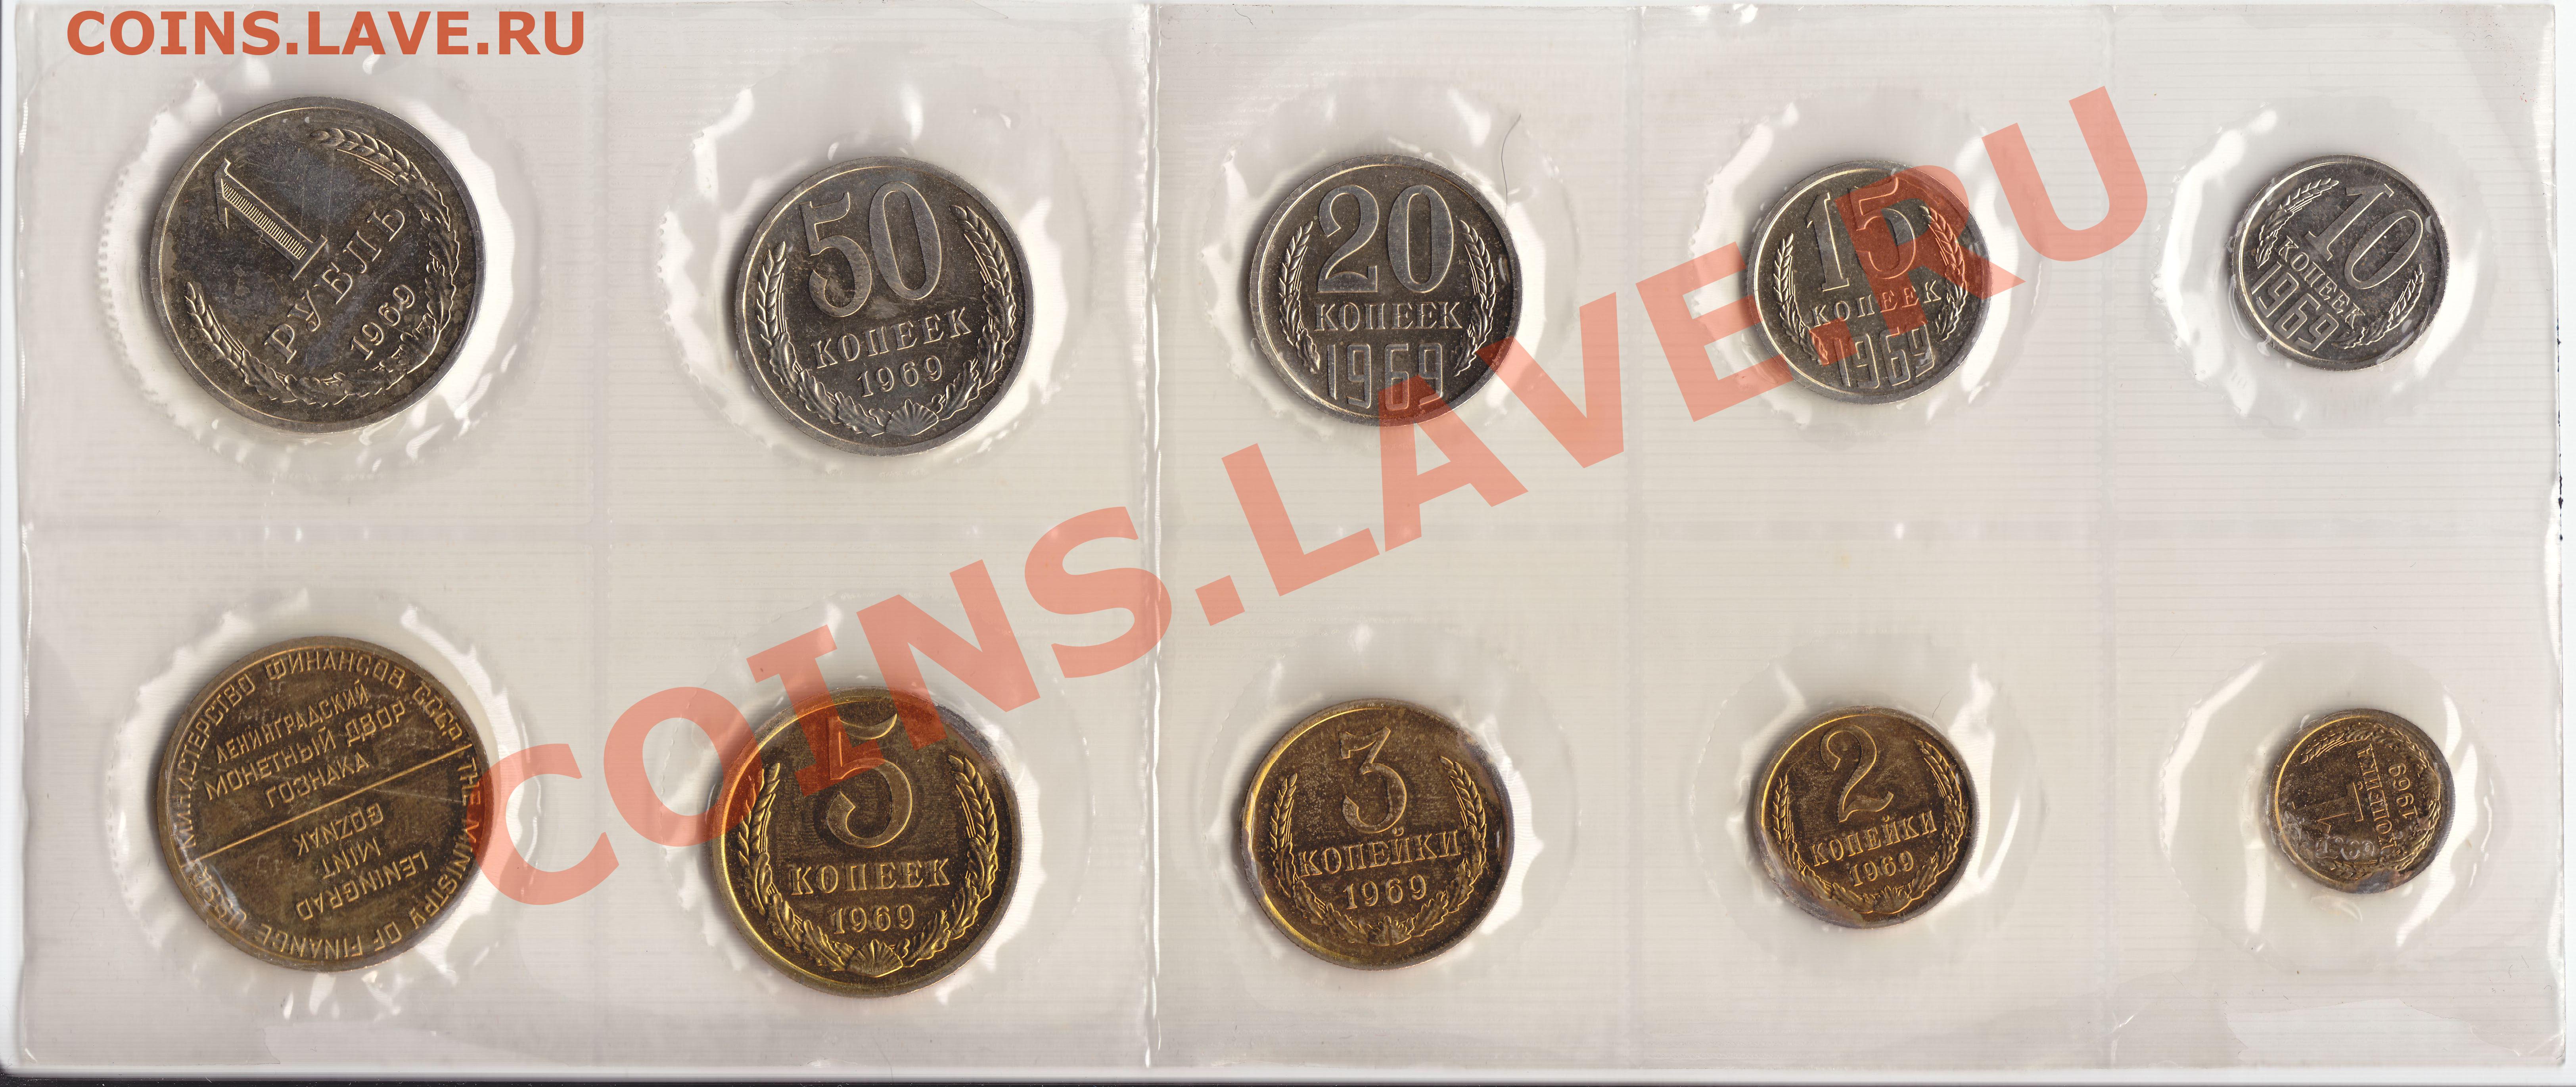 COINS.LAVE.RU
1
РУБЛЬ
1969
50
КОПЕЕК
1969
20
КОПЕЕК
1969
15
КОПЕЕК
1969
10
КОПЕЕК
1969
COINS.LAVE.RU
МИНИСТЕРСТВО ФИНАНСОВ СССР
ЛЕНИНГРАДСКИЙ
МОНЕТНЫЙ ДВОР
ГОЗНАКА
THE MINISTRY OF FINANCE USSR
LENINGRAD
MINT
GOZNAK
5
КОПЕЕК
1969
3
КОПЕЙКИ
1969
2
КОПЕЙКИ
1969
1
КОПЕЙКА
1969